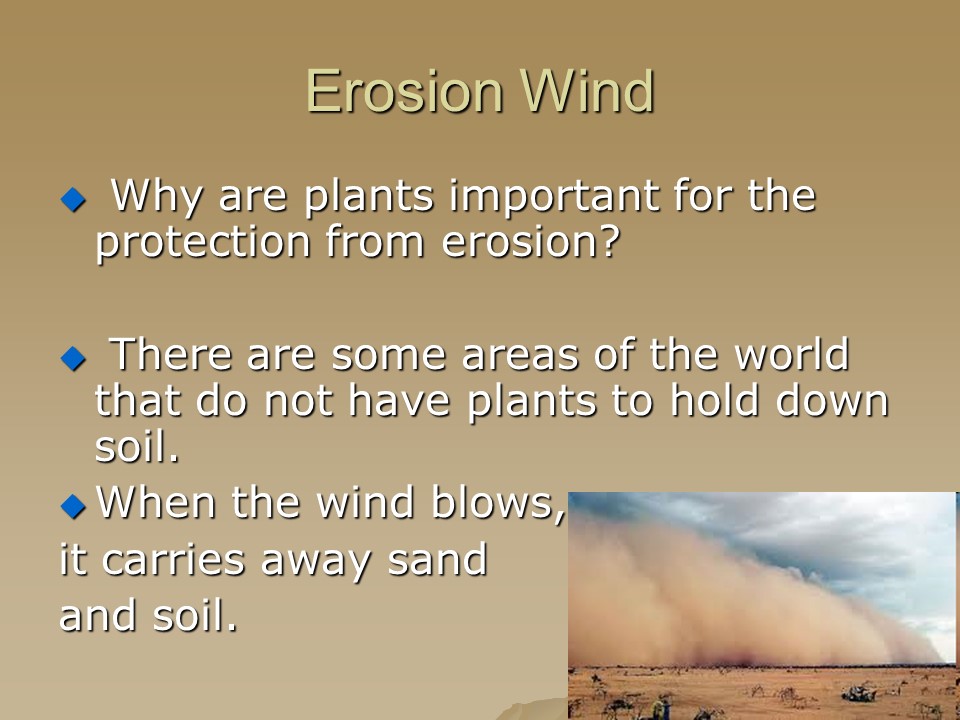 Erosion Wind
Why are plants important for the
protection from erosion?
There are some areas of the world
that do not have plants to hold down
soil.
When the wind blows,
it carries away sand
and soil.